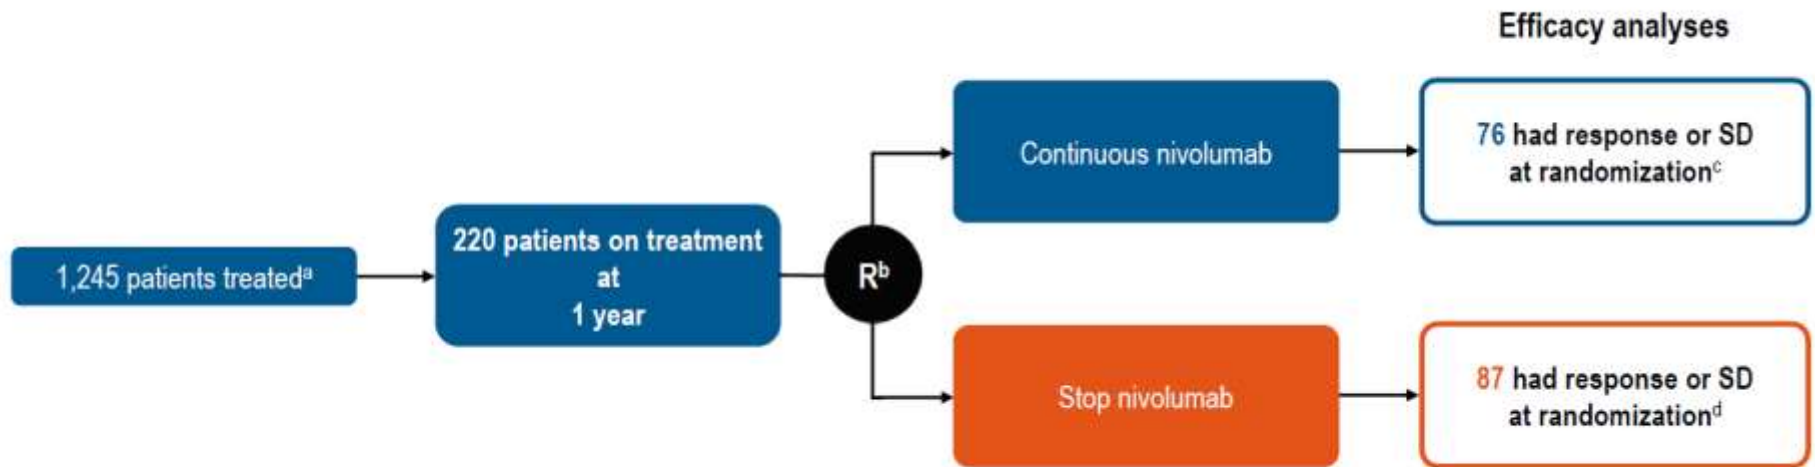 Efficacy analyses
1,245 patients treatedᵃ
220 patients on treatment
at
1 year
Rᵇ
Continuous nivolumab
76 had response or SD
at randomizationᶜ
Stop nivolumab
87 had response or SD
at randomizationᵈ